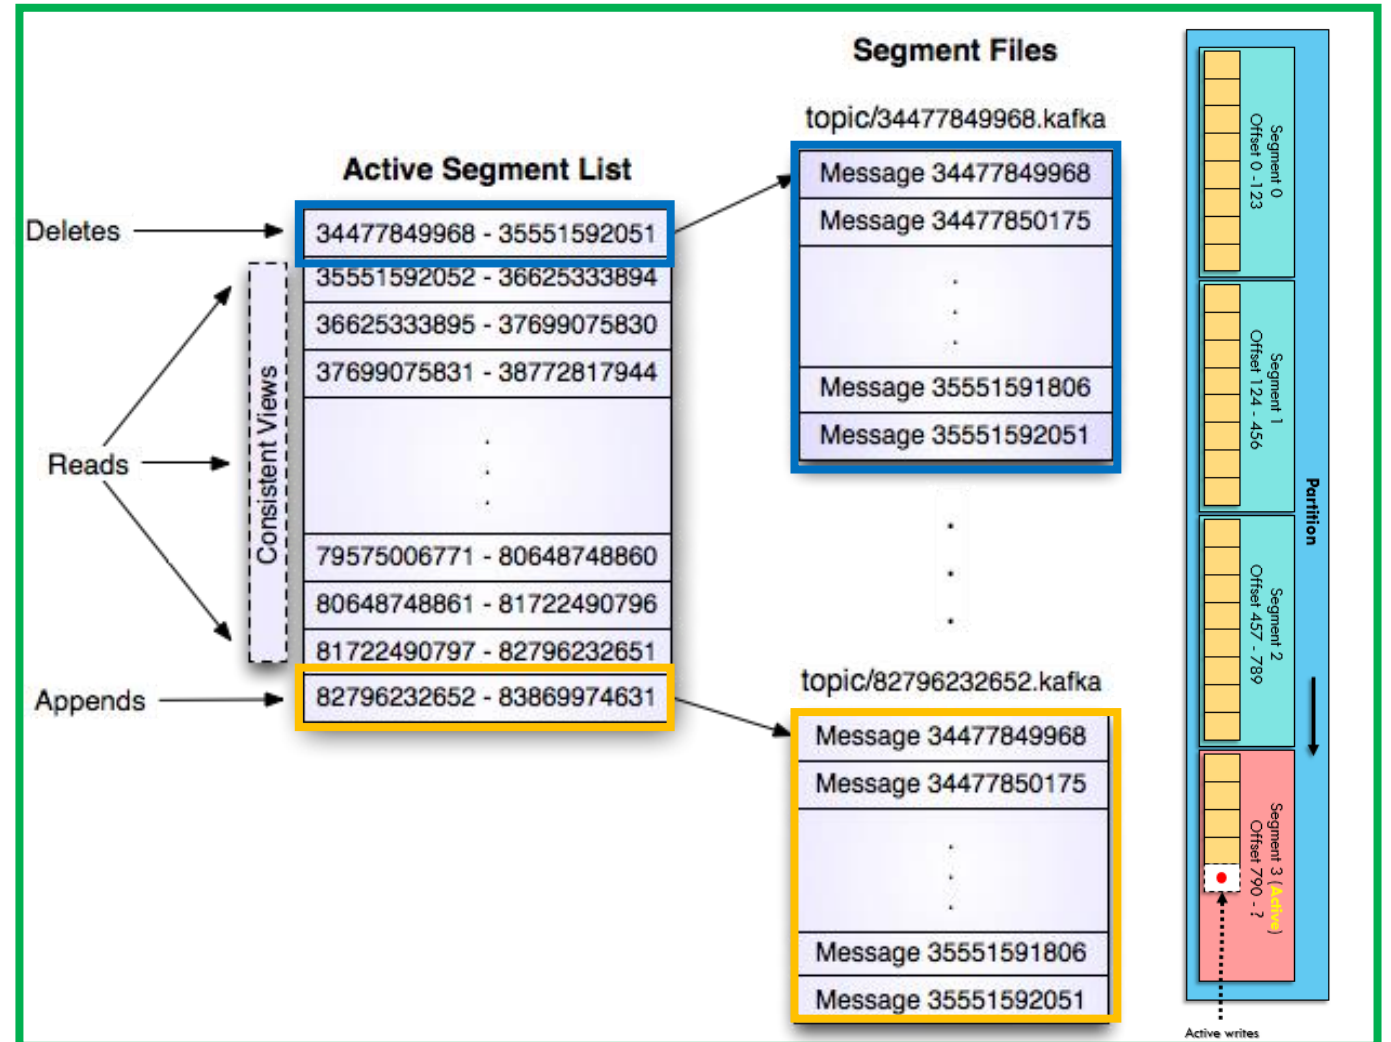 Segment Files
topic/34477849968.kafka
Active Segment List
Message 34477849968
Message 34477850175
.
.
.
Message 35551591806
Message 35551592051
Deletes
34477849968 - 35551592051
35551592052 - 36625333894
36625333895 - 37699075830
37699075831 - 38772817944
.
.
.
79575006771 - 80648748860
80648748861 - 81722490796
81722490797 - 82796232651
82796232652 - 83869974631
Reads
Consistent Views
Appends
.
.
.
topic/82796232652.kafka
Message 34477849968
Message 34477850175
.
.
.
Message 35551591806
Message 35551592051
Segment 0
Offset 0 -123
Segment 1
Offset 124 - 456
Partition
Segment 2
Offset 457 - 789
Segment 3 (Active)
Offset 790 - ?
Active writes